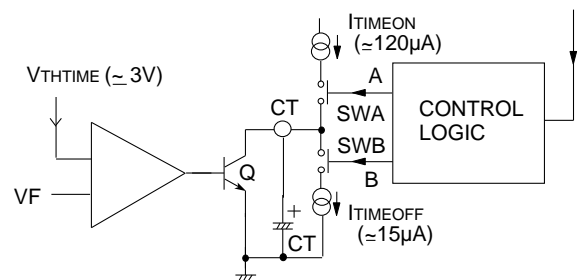 ITIMEON
(≃120µA)
VTHTIME (≃ 3V)
A
CT
SWA
CONTROL
LOGIC
SWB
Q
B
VF
+
ITIMEOFF
(≃15µA)
CT